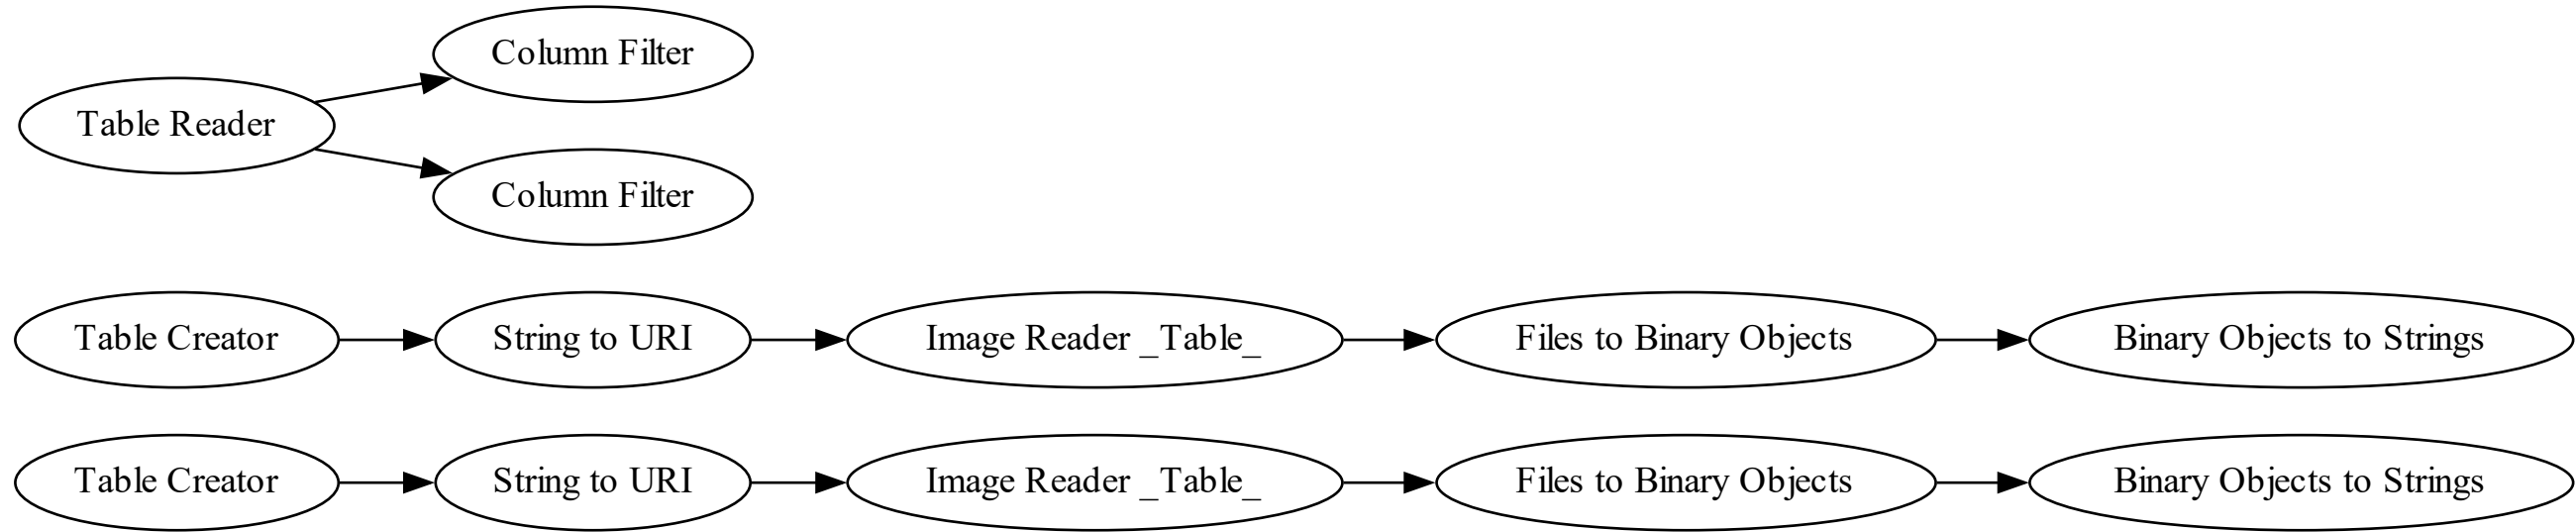 Column Filter
Table Reader
Column Filter
Table Creator
String to URI
Image Reader _Table_
Files to Binary Objects
Binary Objects to Strings
Table Creator
String to URI
Image Reader _Table_
Files to Binary Objects
Binary Objects to Strings